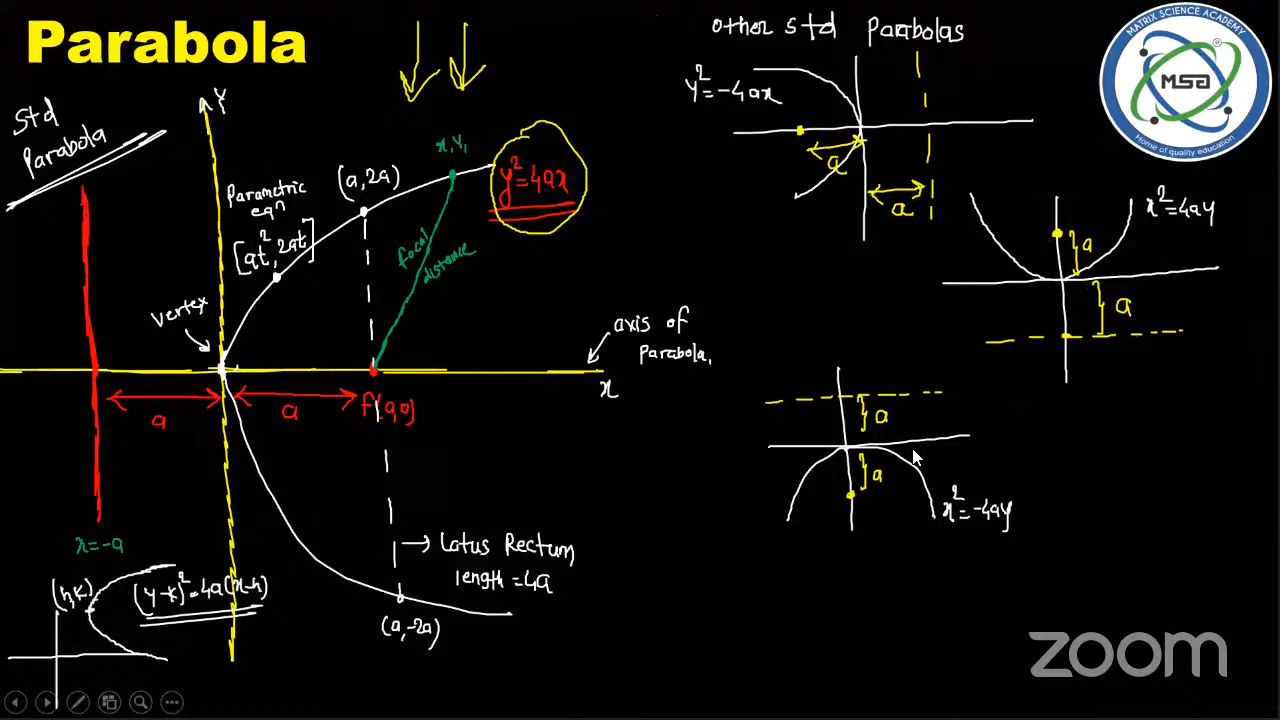 Parabola
Std
Parabola
Y
Parametric
eqn
[at², 2at]
(a, 2a)
x, y₁
y² = 4ax
focal
distance
Vertex
axis of
Parabola,
x
a
a
F(a, 0)
x = -a
Latus Rectum
length = 4a
(a, -2a)
(h, k)
(y-k)² = 4a(x-h)
other std Parabolas
y² = -4ax
a
a
x² = 4ay
a
a
a
a
x² = -4ay
MATRIX SCIENCE ACADEMY
MSA
®
Home of quality education
zoom